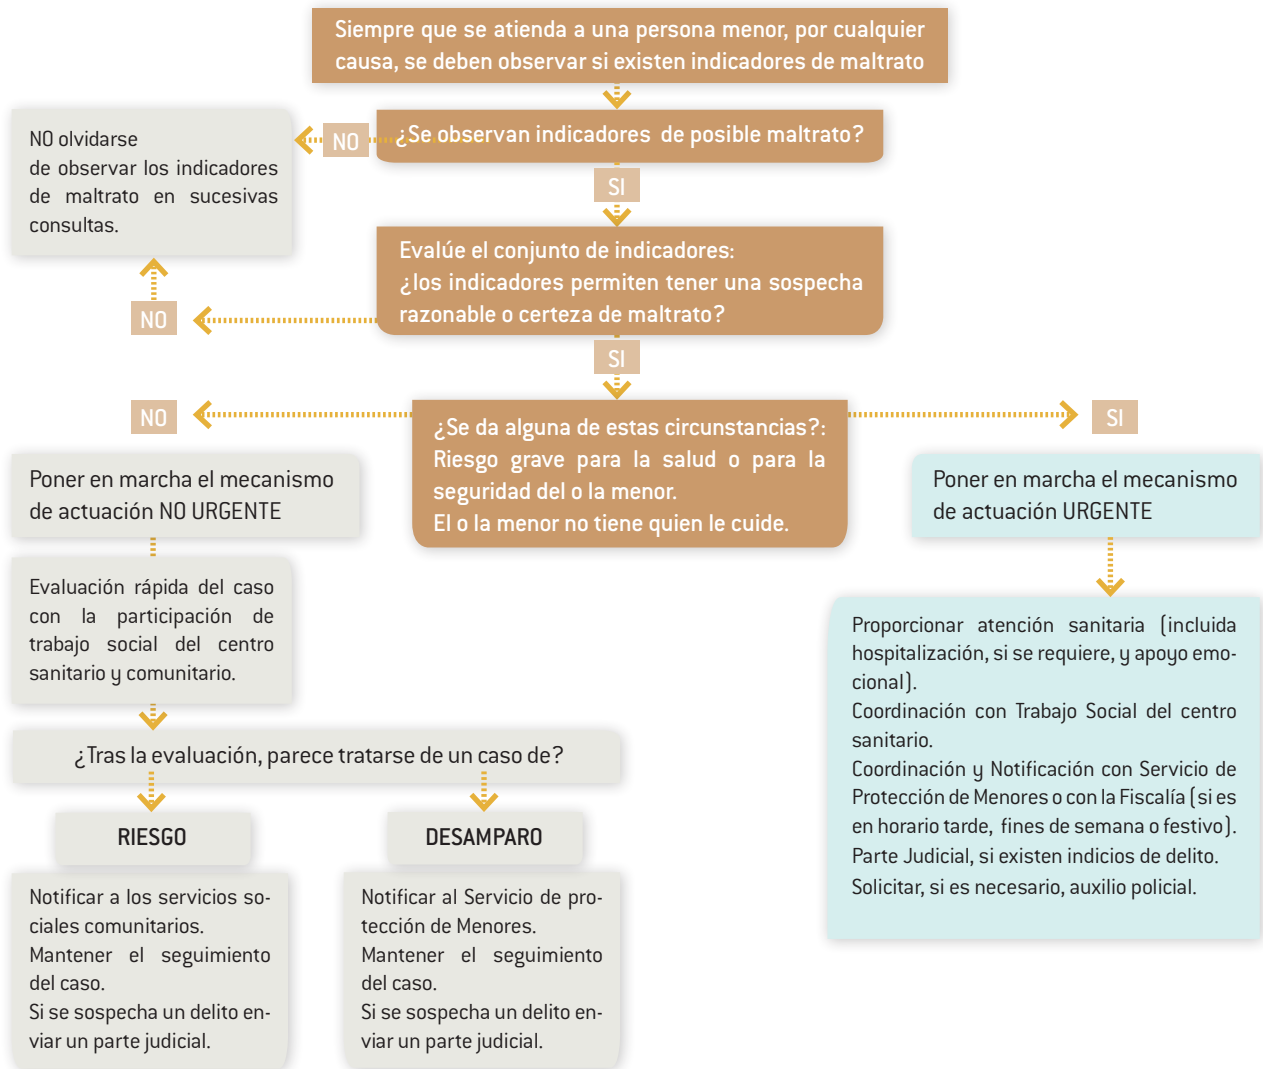 Siempre que se atienda a una persona menor, por cualquier
causa, se deben observar si existen indicadores de maltrato
¿Se observan indicadores de posible maltrato?
NO
NO olvidarse
de observar los indicadores
de maltrato en sucesivas
consultas.
SI
Evalúe el conjunto de indicadores:
¿los indicadores permiten tener una sospecha
razonable o certeza de maltrato?
NO
SI
¿Se da alguna de estas circunstancias?:
Riesgo grave para la salud o para la
seguridad del o la menor.
El o la menor no tiene quien le cuide.
NO
SI
Poner en marcha el mecanismo
de actuación NO URGENTE
Evaluación rápida del caso
con la participación de
trabajo social del centro
sanitario y comunitario.
¿Tras la evaluación, parece tratarse de un caso de?
RIESGO
Notificar a los servicios so-
ciales comunitarios.
Mantener el seguimiento
del caso.
Si se sospecha un delito en-
viar un parte judicial.
DESAMPARO
Notificar al Servicio de pro-
tección de Menores.
Mantener el seguimiento
del caso.
Si se sospecha un delito en-
viar un parte judicial.
Poner en marcha el mecanismo
de actuación URGENTE
Proporcionar atención sanitaria (incluida
hospitalización, si se requiere, y apoyo emo-
cional).
Coordinación con Trabajo Social del centro
sanitario.
Coordinación y Notificación con Servicio de
Protección de Menores o con la Fiscalía (si es
en horario tarde, fines de semana o festivo).
Parte Judicial, si existen indicios de delito.
Solicitar, si es necesario, auxilio policial.